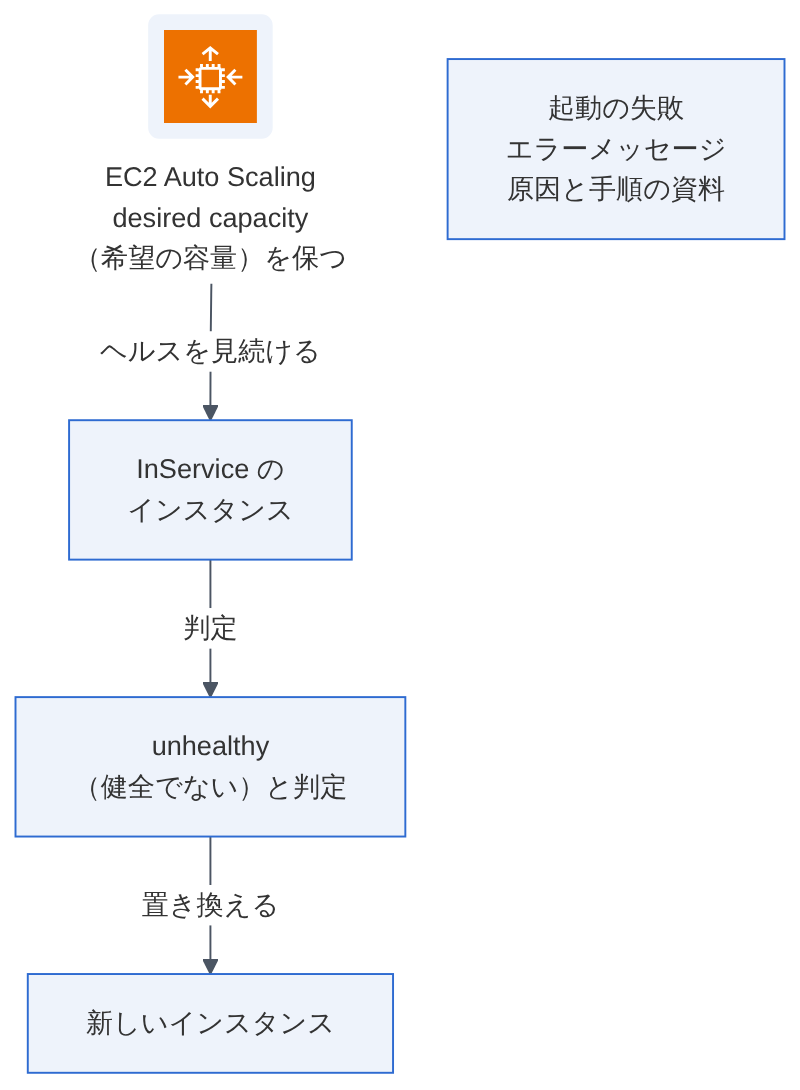 EC2 Auto Scaling
desired capacity
（希望の容量）を保つ
ヘルスを見続ける
InService の
インスタンス
判定
unhealthy
（健全でない）と判定
置き換える
新しいインスタンス
起動の失敗
エラーメッセージ
原因と手順の資料